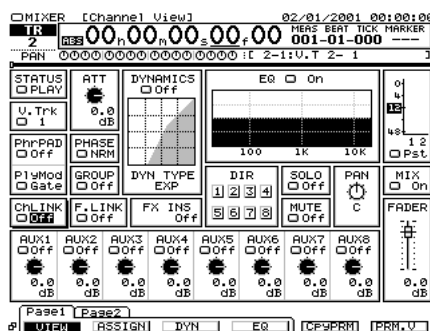 MIXER [Channel View] 02/01/2001 00:00:00
TR 2 ABS 00h00m00s00f00 MEAS BEAT TICK MARKER
001-01-000 ---
PAN [ 2-1:V.T 2- 1 ]
STATUS ATT DYNAMICS EQ On
PLAY Off
V.Trk 0.0 dB
1
PhrPAD PHASE
Off NRM 100 1K 10K
0 4 12 48
1 2
Pst
PlyMod GROUP DYN TYPE DIR SOLO PAN MIX
Gate Off EXP 1 2 3 4 Off On
ChLINK F.LINK FX INS 5 6 7 8 MUTE C FADER
Off Off Off Off
AUX1 AUX2 AUX3 AUX4 AUX5 AUX6 AUX7 AUX8
Off Off Off Off Off Off Off Off
0.0 0.0 0.0 0.0 0.0 0.0 0.0 0.0 0.0
dB dB dB dB dB dB dB dB dB
Page1 Page2
VIEW ASSIGN DYN EQ CPyPRM PRM.V